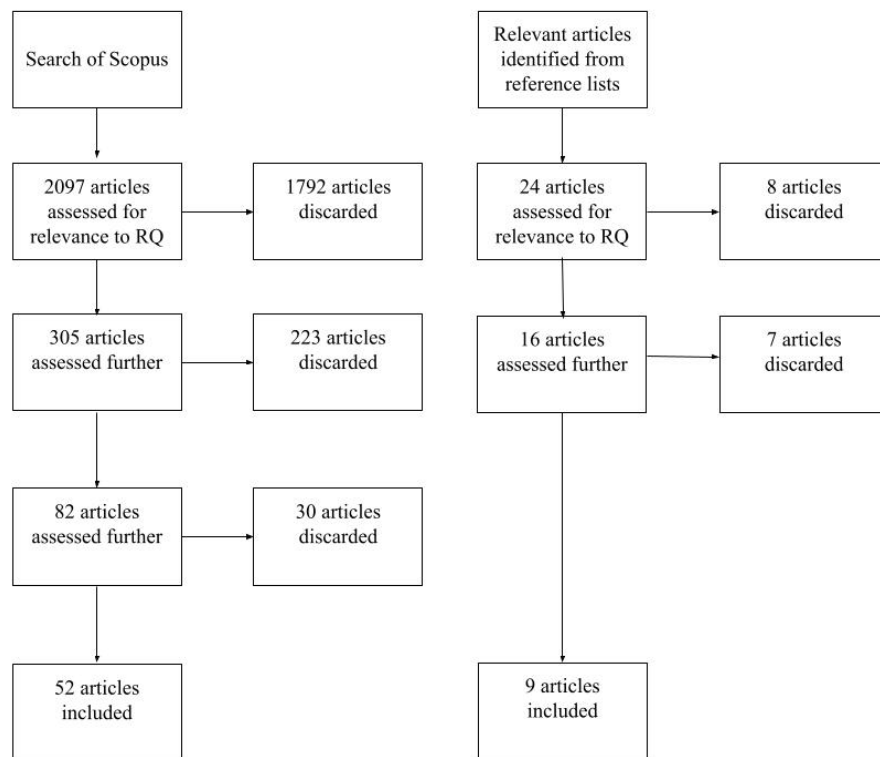 Search of Scopus
2097 articles
assessed for
relevance to RQ
1792 articles
discarded
305 articles
assessed further
223 articles
discarded
82 articles
assessed further
30 articles
discarded
52 articles
included
Relevant articles
identified from
reference lists
24 articles
assessed for
relevance to RQ
8 articles
discarded
16 articles
assessed further
7 articles
discarded
9 articles
included